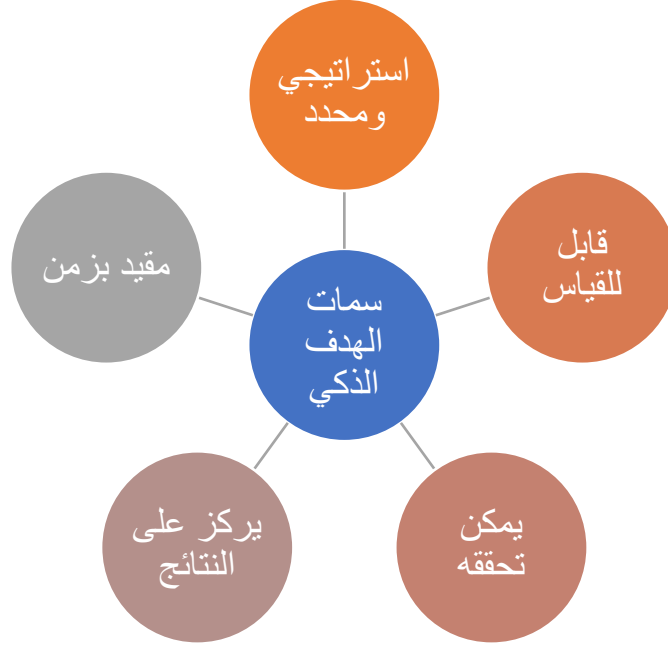 استراتيجي
ومحدد
قابل
للقياس
يمكن
تحققه
يركز على
النتائج
مقيد بزمن
سمات
الهدف
الذكي